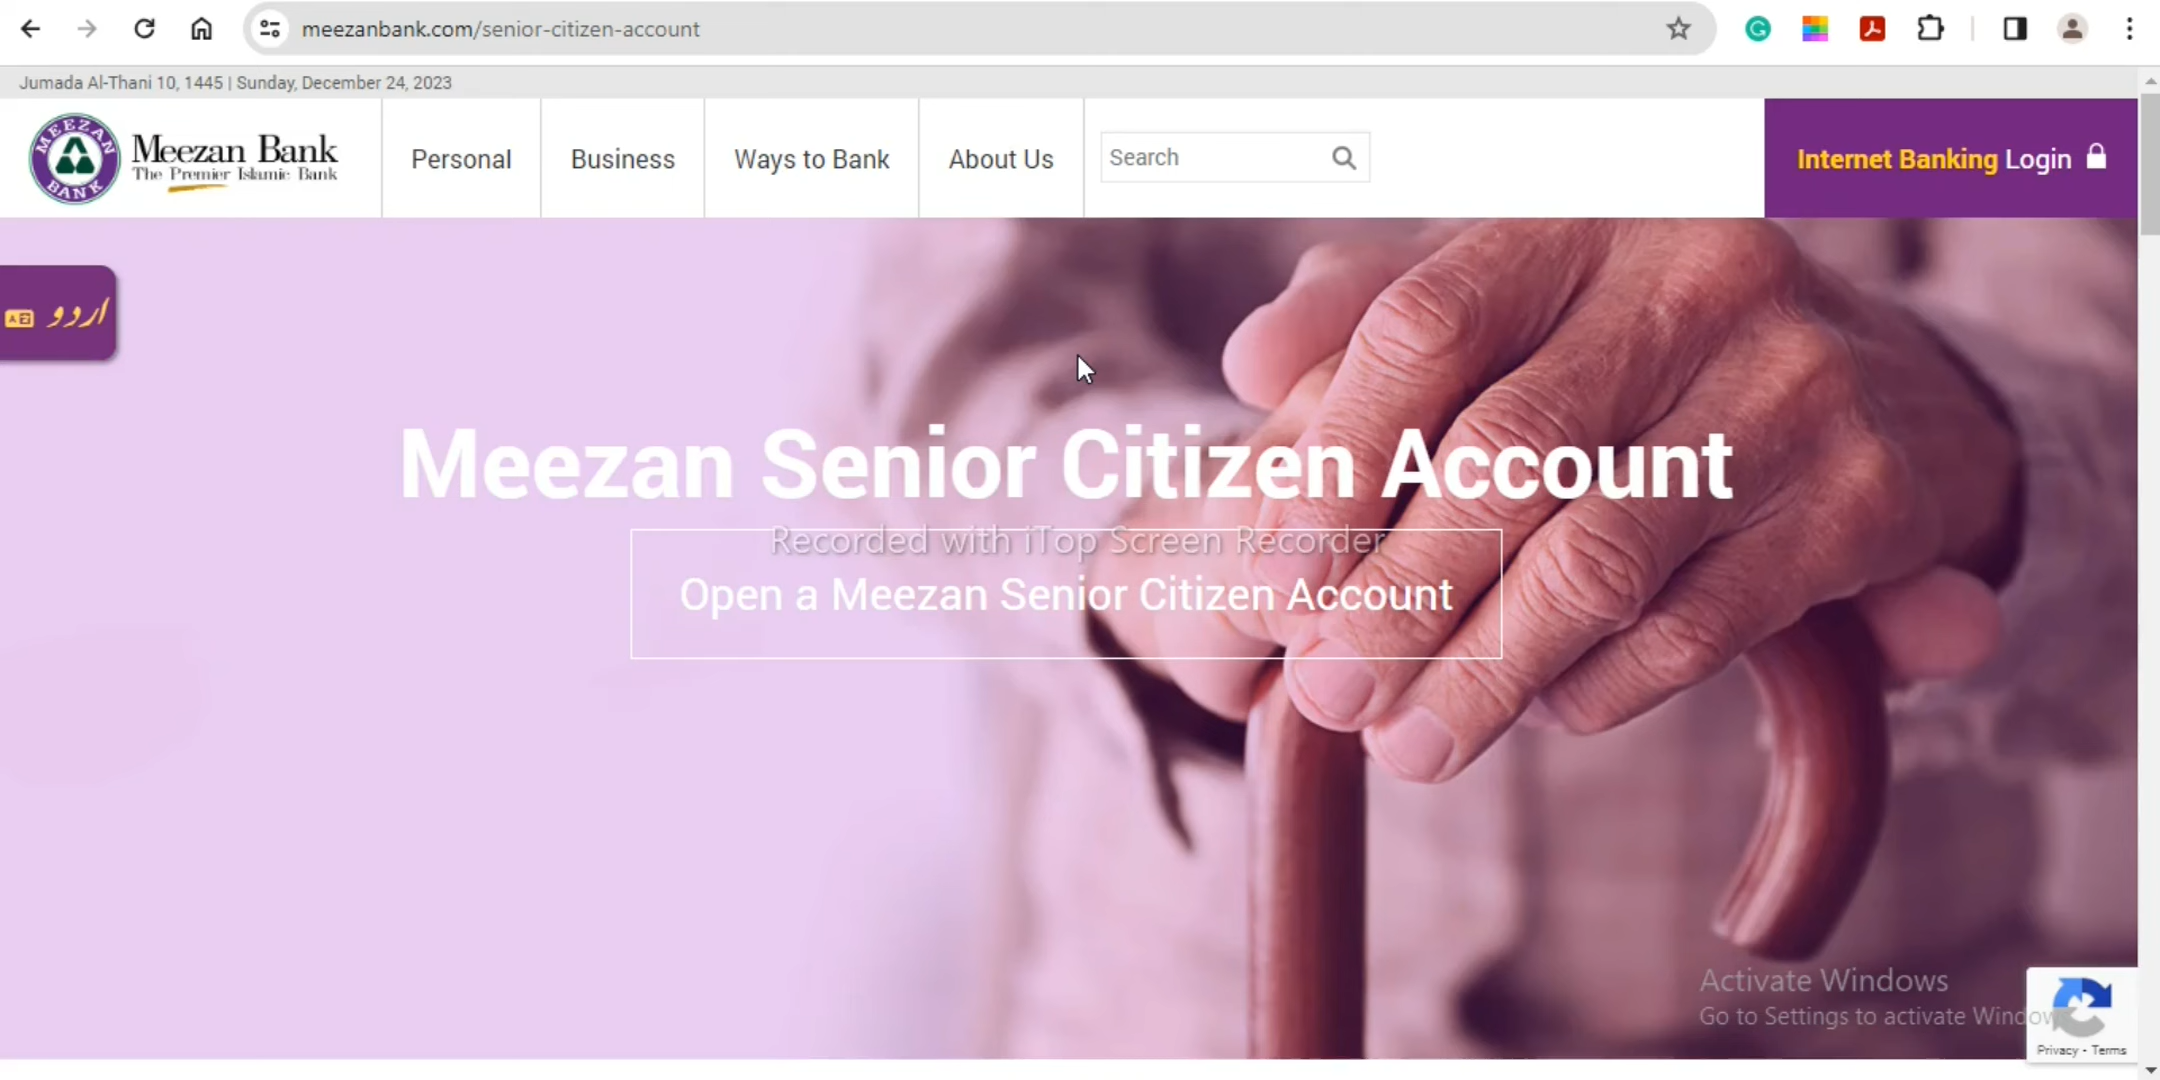 meezanbank.com/senior-citizen-account
Jumada Al-Thani 10, 1445 | Sunday, December 24, 2023
MEEZAN
BANK
Meezan Bank
The Premier Islamic Bank
Personal
Business
Ways to Bank
About Us
Search
Internet Banking Login
اردو
Meezan Senior Citizen Account
Recorded with iTop Screen Recorder
Open a Meezan Senior Citizen Account
Activate Windows
Go to Settings to activate Windows
Privacy - Terms